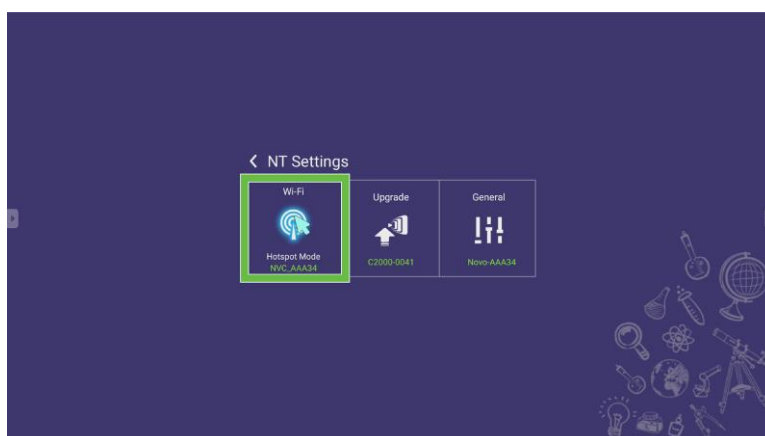 NT Settings
Wi-Fi
Hotspot Mode
NVC_AAA34
Upgrade
C2000-0041
General
Novo-AAA34